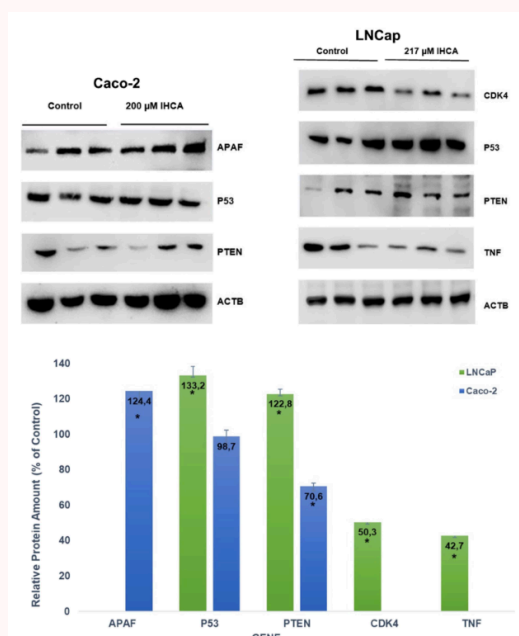 LNCap
Control 217 µM IHCA
CDK4
P53
PTEN
TNF
ACTB
Caco-2
Control 200 µM IHCA
APAF
P53
PTEN
ACTB
Relative Protein Amount (% of Control)
140
120
100
80
60
40
20
0
LNCaP
Caco-2
124,4
*
133,2
*
98,7
122,8
*
70,6
*
50,3
*
42,7
*
APAF P53 PTEN CDK4 TNF